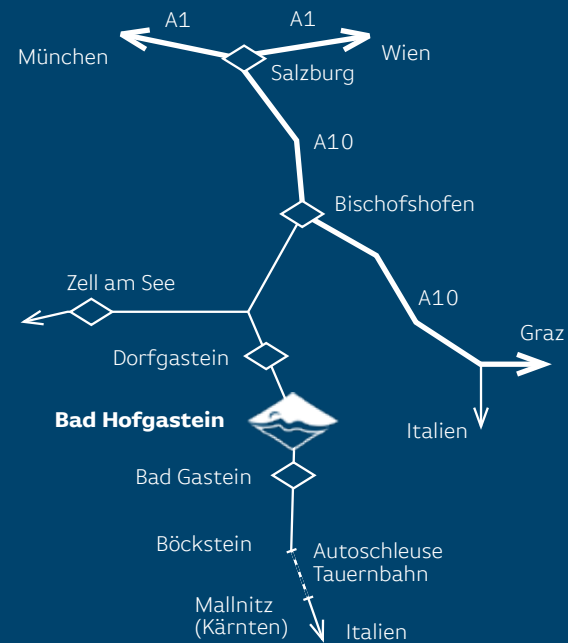 A1
A1
München
Wien
Salzburg
A10
Bischofshofen
Zell am See
A10
Graz
Dorfgastein
Bad Hofgastein
Italien
Bad Gastein
Böckstein
Autoschleuse
Tauernbahn
Mallnitz
(Kärnten)
Italien